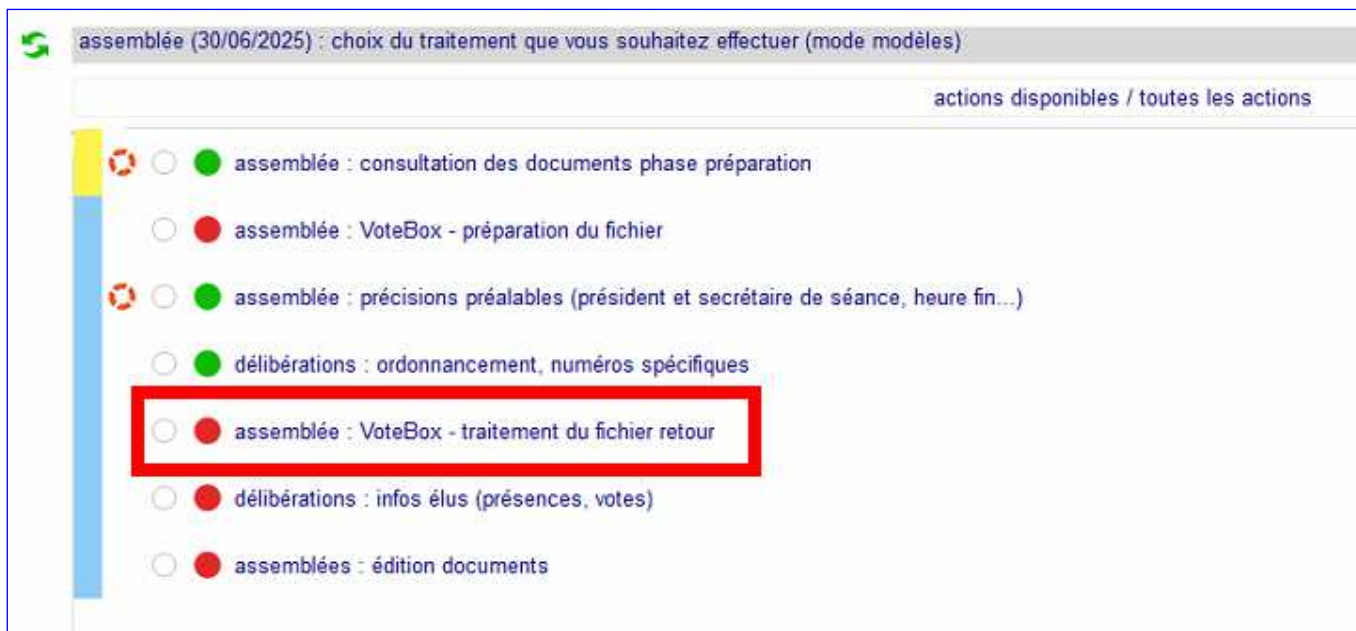 assemblée (30/06/2025) : choix du traitement que vous souhaitez effectuer (mode modèles)
actions disponibles / toutes les actions
assemblée : consultation des documents phase préparation
assemblée : VoteBox - préparation du fichier
assemblée : précisions préalables (président et secrétaire de séance, heure fin...)
délibérations : ordonnancement, numéros spécifiques
assemblée : VoteBox - traitement du fichier retour
délibérations : infos élus (présences, votes)
assemblées : édition documents